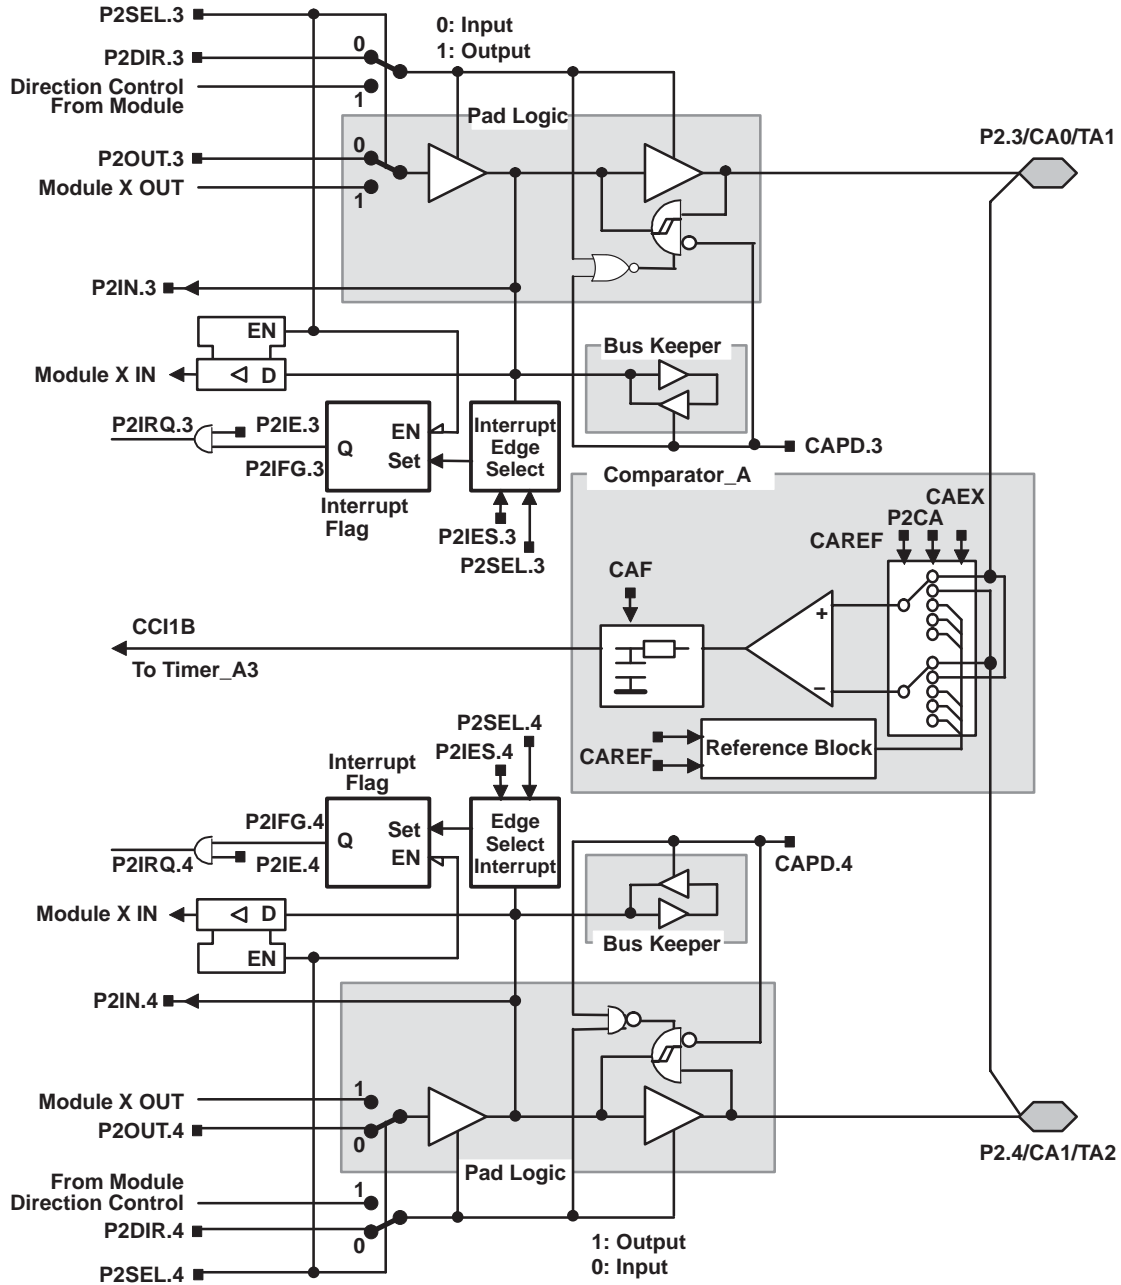 P2SEL.3
0: Input
1: Output
P2DIR.3
0
Direction Control
From Module
1
Pad Logic
P2.3/CA0/TA1
P2OUT.3
0
Module X OUT
1
P2IN.3
EN
Bus Keeper
Module X IN
D
P2IRQ.3
P2IE.3
P2IFG.3
Q
EN
Set
Interrupt
Edge
Select
CAPD.3
Interrupt
Flag
P2IES.3
P2SEL.3
Comparator_A
CAEX
P2CA
CAREF
CAF
CCI1B
To Timer_A3
+
−
Reference Block
CAREF
P2SEL.4
P2IES.4
Interrupt
Flag
P2IFG.4
P2IRQ.4
P2IE.4
Q
Set
EN
Edge
Select
Interrupt
CAPD.4
Module X IN
D
EN
Bus Keeper
P2IN.4
1
Module X OUT
P2OUT.4
0
Pad Logic
P2.4/CA1/TA2
From Module
Direction Control
1
P2DIR.4
0
1: Output
0: Input
P2SEL.4